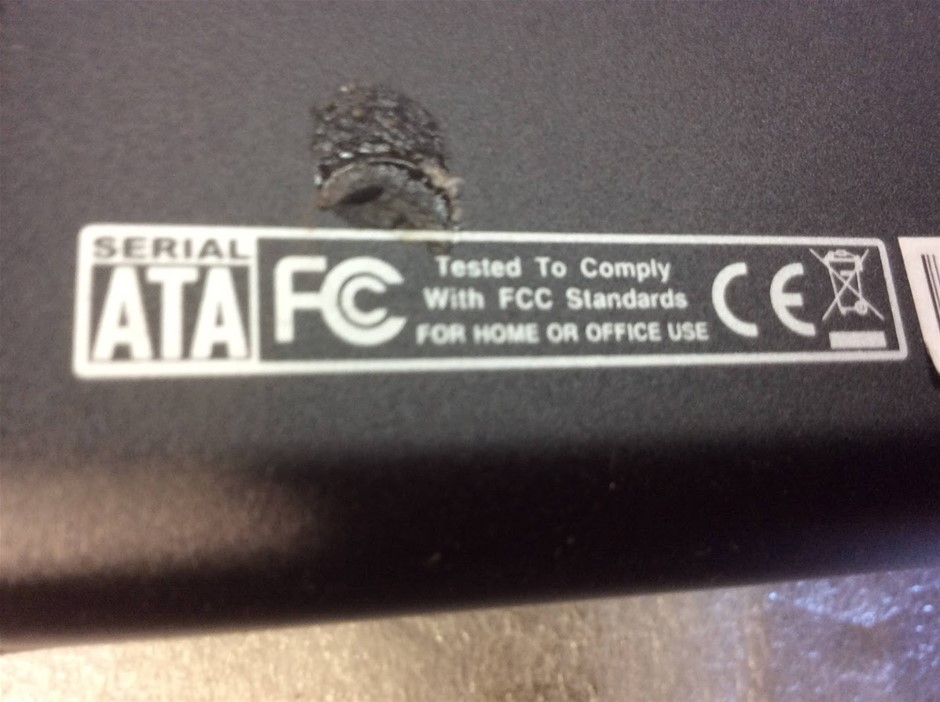 SERIAL
ATA
FC
Tested To Comply
With FCC Standards
FOR HOME OR OFFICE USE
CE